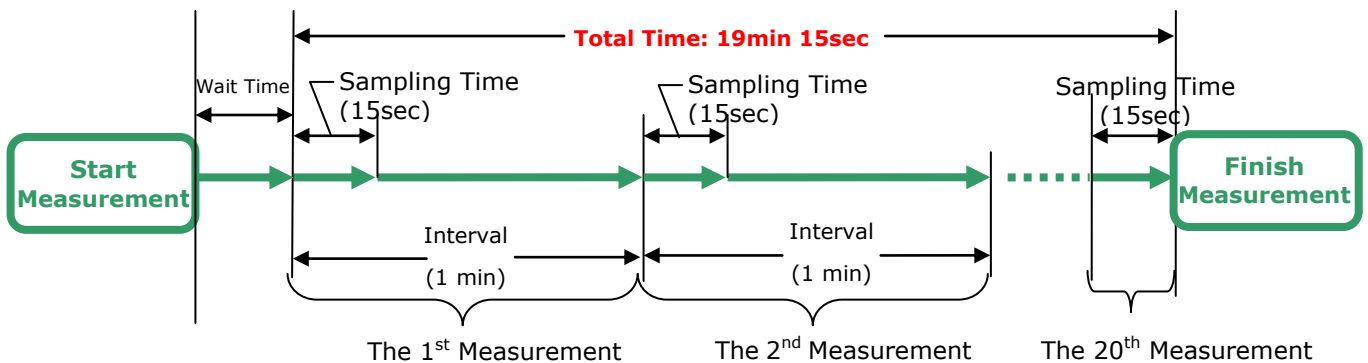 Total Time: 19min 15sec
Wait Time
Sampling Time
(15sec)
Sampling Time
(15sec)
Sampling Time
(15sec)
Start
Measurement
Finish
Measurement
Interval
(1 min)
Interval
(1 min)
The 1st Measurement
The 2nd Measurement
The 20th Measurement